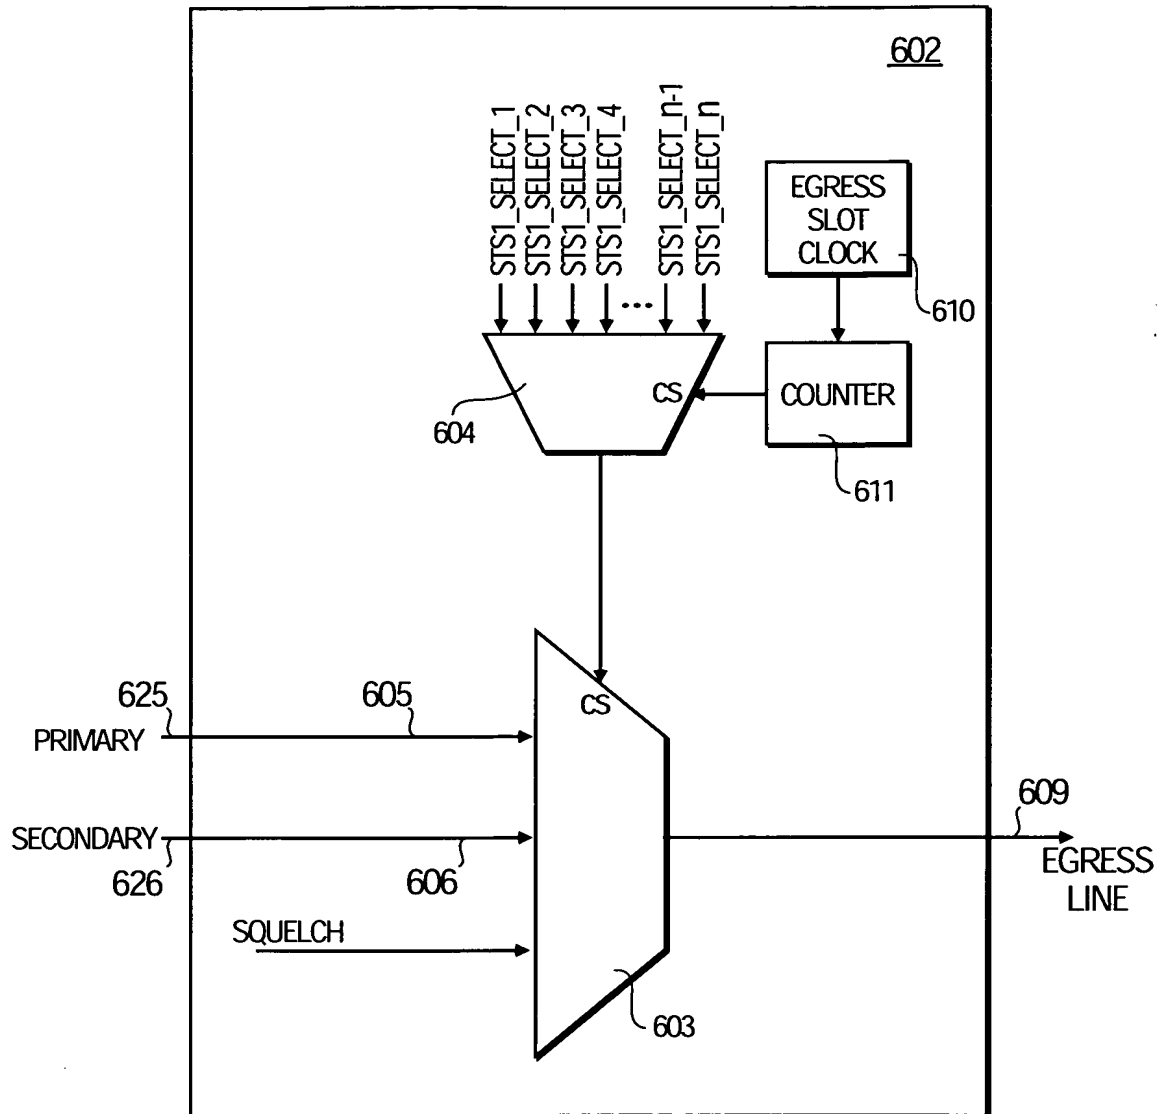 602
STS1_SELECT_1
STS1_SELECT_2
STS1_SELECT_3
STS1_SELECT_4
...
STS1_SELECT_n-1
STS1_SELECT_n
EGRESS
SLOT
CLOCK
610
CS
COUNTER
604
611
625
605
CS
PRIMARY
609
SECONDARY
626
606
EGRESS
LINE
SQUELCH
603